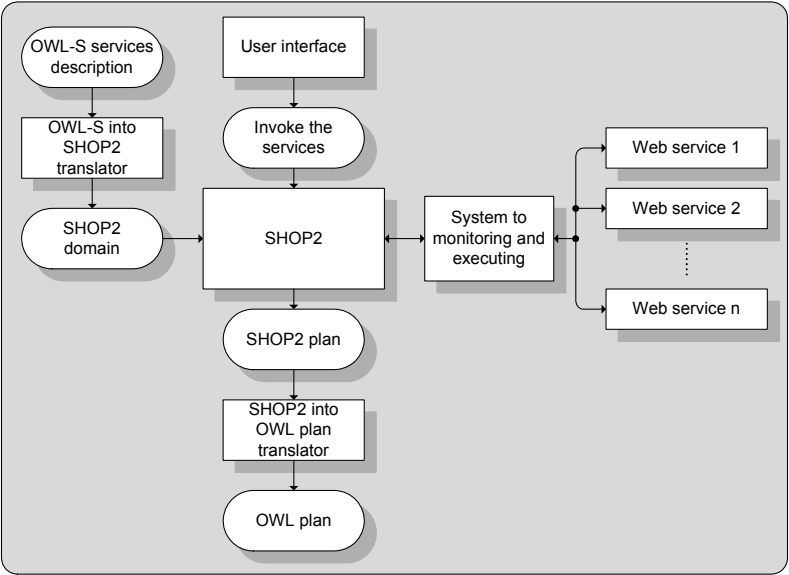 OWL-S services
description
OWL-S into
SHOP2
translator
SHOP2
domain
User interface
Invoke the
services
SHOP2
SHOP2 plan
SHOP2 into
OWL plan
translator
OWL plan
System to
monitoring and
executing
Web service 1
Web service 2
Web service n